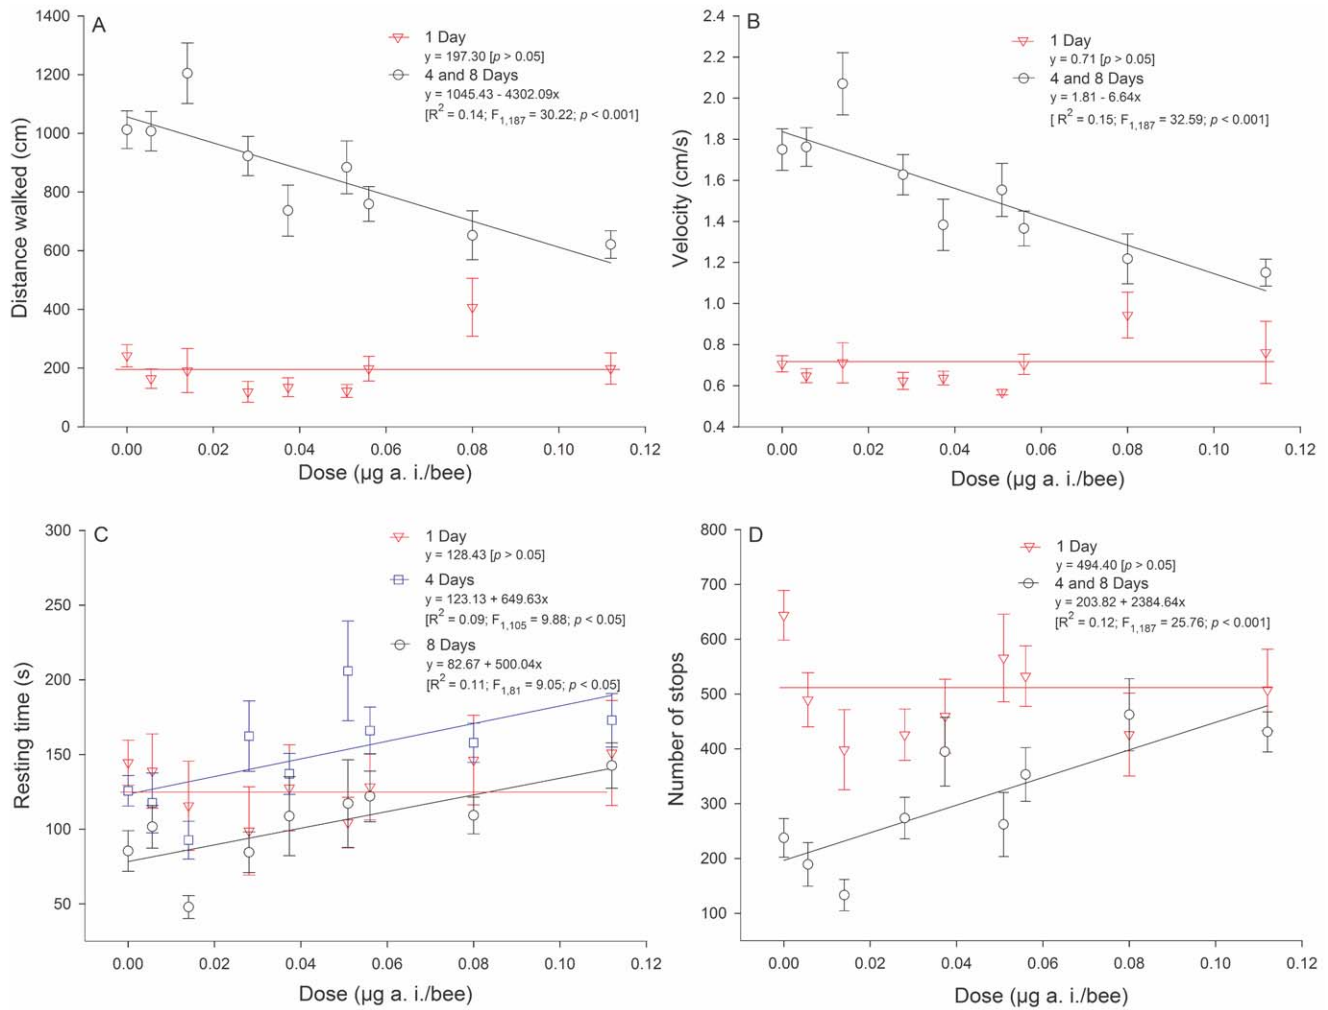 A
1 Day
y = 197.30 [p > 0.05]
4 and 8 Days
y = 1045.43 - 4302.09x
[R² = 0.14; F1,187 = 30.22; p < 0.001]
1400
1200
1000
800
600
400
200
0
Distance walked (cm)
0.00 0.02 0.04 0.06 0.08 0.10 0.12
Dose (µg a. i./bee)
B
1 Day
y = 0.71 [p > 0.05]
4 and 8 Days
y = 1.81 - 6.64x
[ R² = 0.15; F1,187 = 32.59; p < 0.001]
2.4
2.2
2.0
1.8
1.6
1.4
1.2
1.0
0.8
0.6
0.4
Velocity (cm/s)
0.00 0.02 0.04 0.06 0.08 0.10 0.12
Dose (µg a. i./bee)
C
1 Day
y = 128.43 [p > 0.05]
4 Days
y = 123.13 + 649.63x
[R² = 0.09; F1,105 = 9.88; p < 0.05]
8 Days
y = 82.67 + 500.04x
[R² = 0.11; F1,81 = 9.05; p < 0.05]
300
250
200
150
100
50
Resting time (s)
0.00 0.02 0.04 0.06 0.08 0.10 0.12
Dose (µg a. i./bee)
D
1 Day
y = 494.40 [p > 0.05]
4 and 8 Days
y = 203.82 + 2384.64x
[R² = 0.12; F1,187 = 25.76; p < 0.001]
800
700
600
500
400
300
200
100
Number of stops
0.00 0.02 0.04 0.06 0.08 0.10 0.12
Dose (µg a. i./bee)